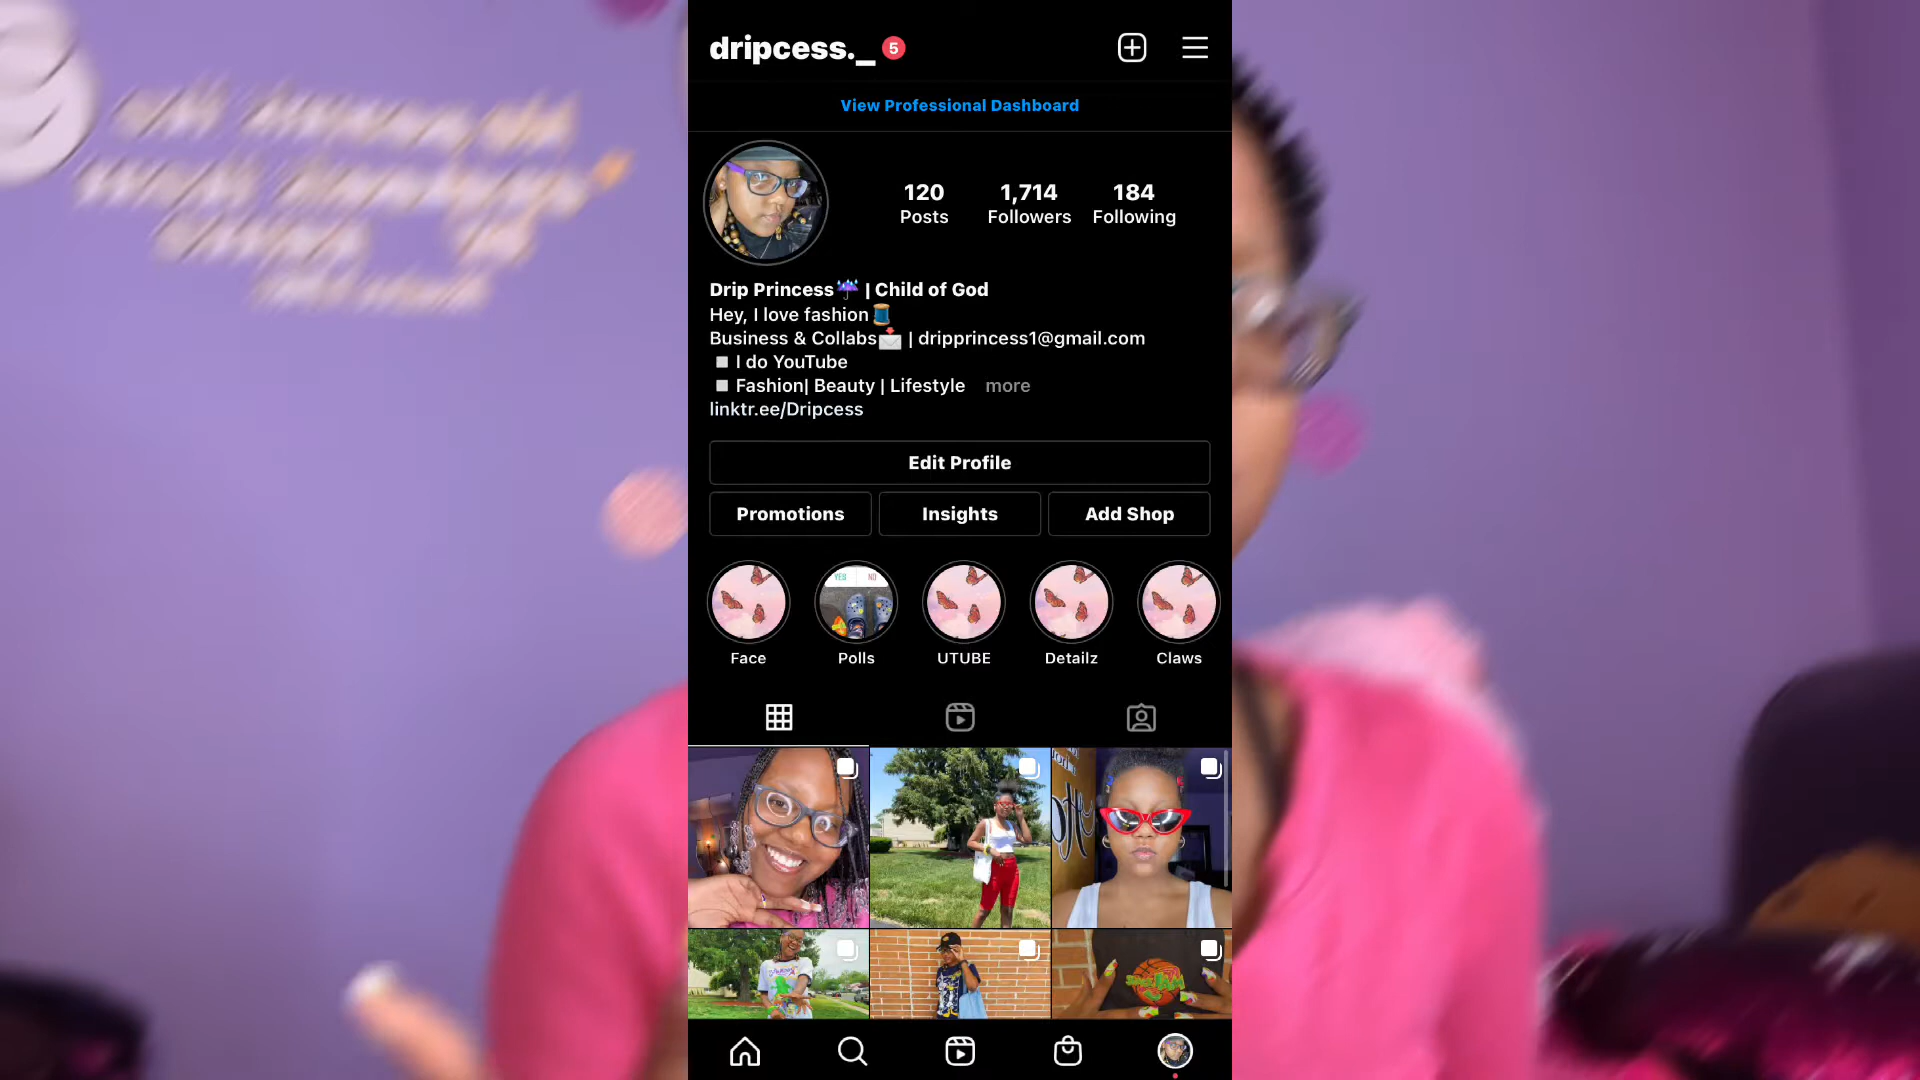 dripcess._ 5
View Professional Dashboard
120 1,714 184
Posts Followers Following
Drip Princess☔ | Child of God
Hey, I love fashion🧵
Business & Collabs📩 | dripprincess1@gmail.com
◽ I do YouTube
◽ Fashion| Beauty | Lifestyle more
linktr.ee/Dripcess
Edit Profile
Promotions Insights Add Shop
YES NO
Face Polls UTUBE Detailz Claws